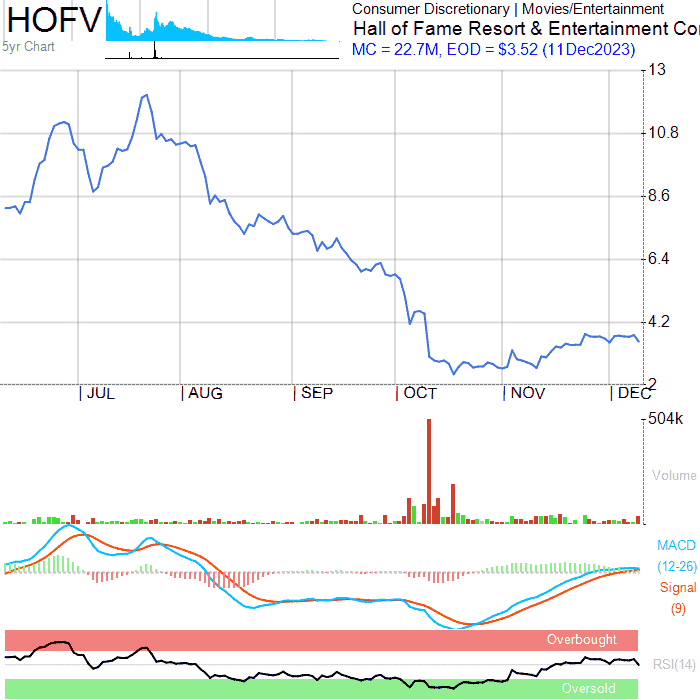 HOFV
5yr Chart
Consumer Discretionary | Movies/Entertainment
Hall of Fame Resort & Entertainment Co
MC = 22.7M, EOD = $3.52 (11Dec2023)
13
10.8
8.6
6.4
4.2
2
| JUL | AUG | SEP | OCT | NOV | DEC
504k
Volume
MACD
(12-26)
Signal
(9)
Overbought
RSI(14)
Oversold